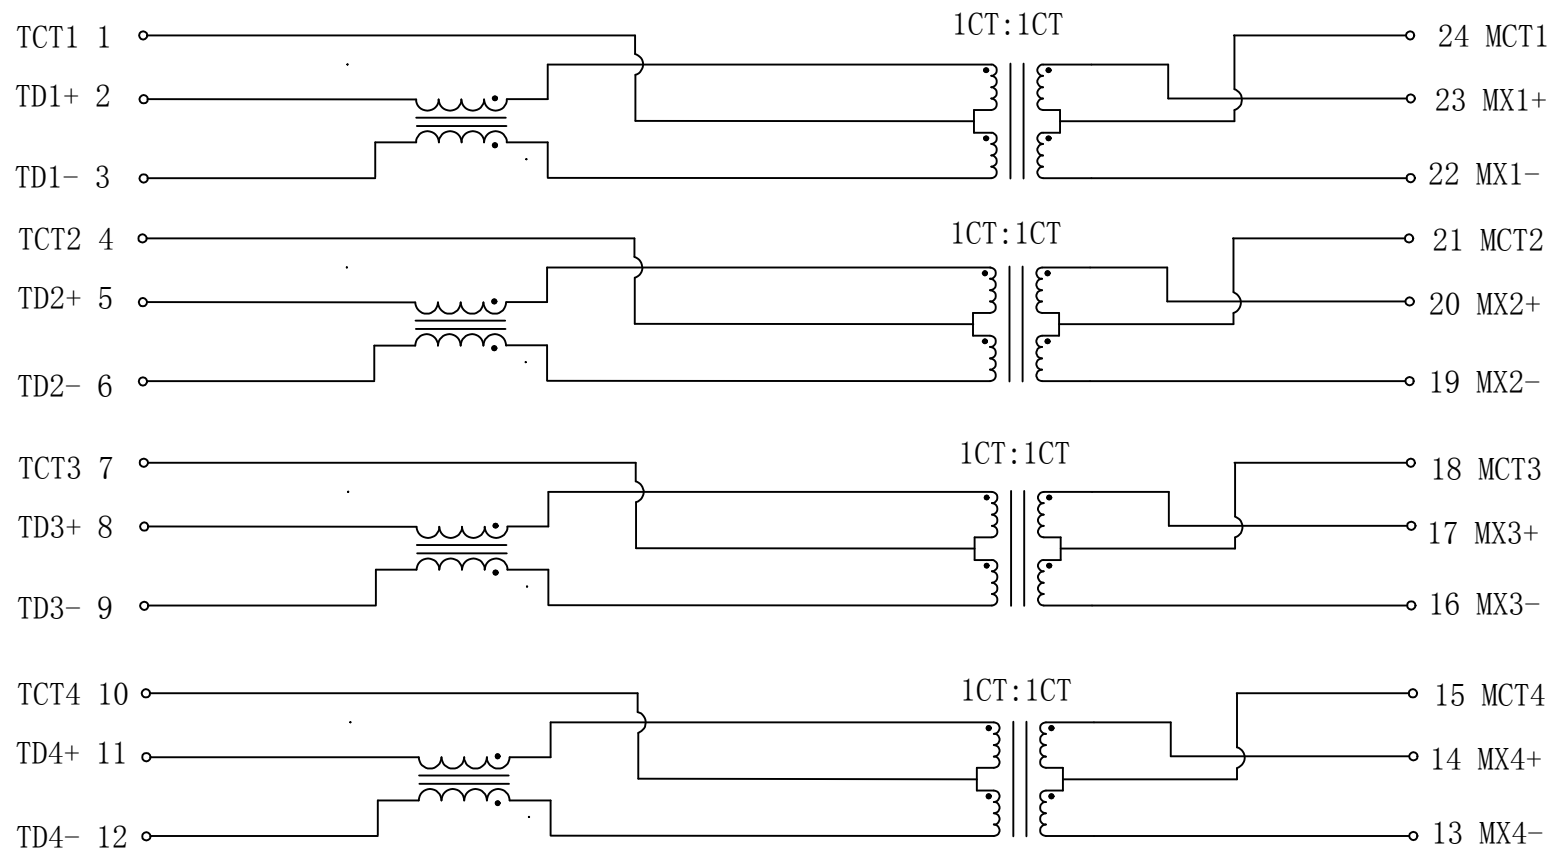 1CT:1CT
TCT1 1
24 MCT1
TD1+ 2
23 MX1+
TD1- 3
22 MX1-
1CT:1CT
TCT2 4
21 MCT2
TD2+ 5
20 MX2+
TD2- 6
19 MX2-
1CT:1CT
TCT3 7
18 MCT3
TD3+ 8
17 MX3+
TD3- 9
16 MX3-
1CT:1CT
TCT4 10
15 MCT4
TD4+ 11
14 MX4+
TD4- 12
13 MX4-